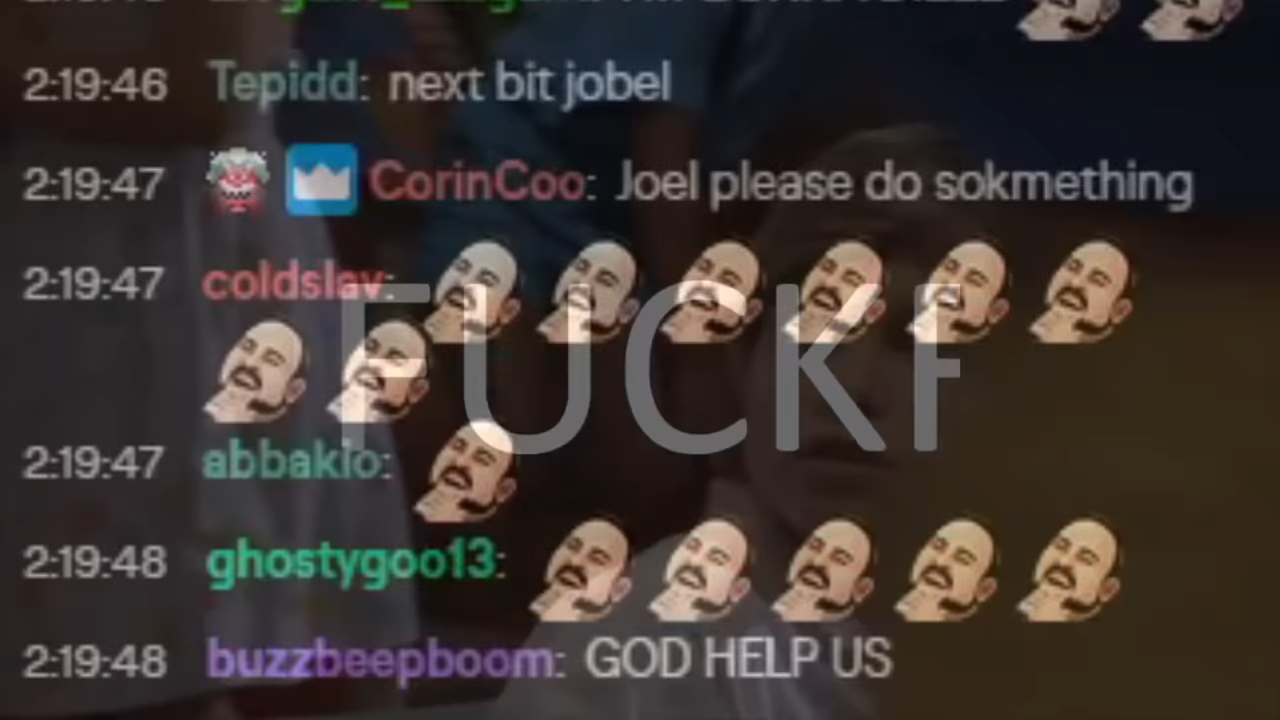 2:19:46 Tepidd: next bit jobel
2:19:47 CorinCoo: Joel please do sokmething
2:19:47 coldslav:
FUCKF
2:19:47 abbakio:
2:19:48 ghostygoo13:
2:19:48 buzzbeepboom: GOD HELP US